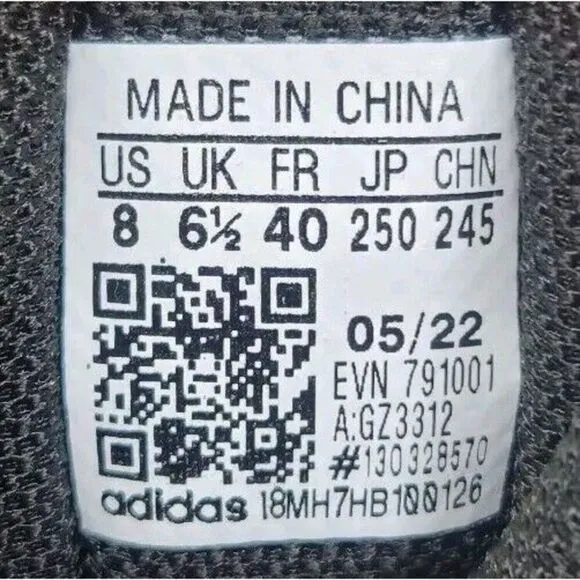 MADE IN CHINA
US UK FR JP CHN
8 6½ 40 250 245
05/22
EVN 791001
A:GZ3312
#130328570
adidas 18MH7HB100126